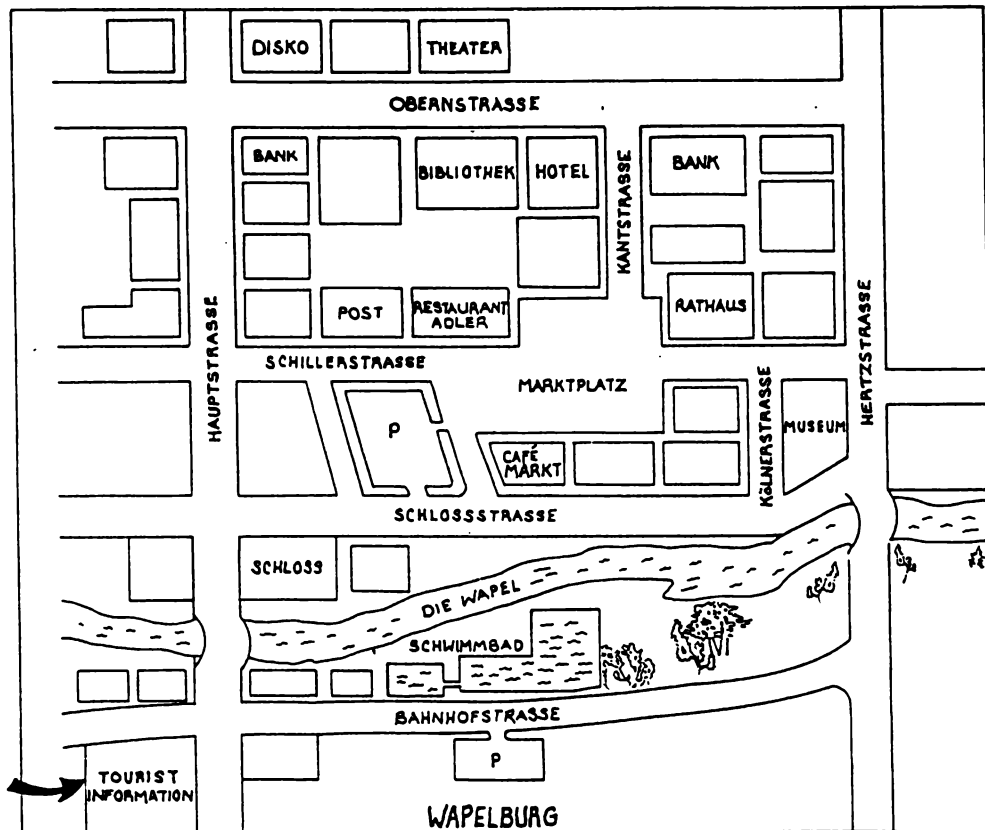 DISKO
THEATER
OBERNSTRASSE
BANK
BIBLIOTHEK
HOTEL
KANTSTRASSE
BANK
POST
RESTAURANT
ADLER
RATHAUS
HAUPTSTRASSE
SCHILLERSTRASSE
MARKTPLATZ
HERTZSTRASSE
P
CAFÉ
MARKT
KÖLNERSTRASSE
MUSEUM
SCHLOSSSTRASSE
SCHLOSS
DIE WAPEL
SCHWIMMBAD
BAHNHOFSTRASSE
P
TOURIST
INFORMATION
WAPELBURG